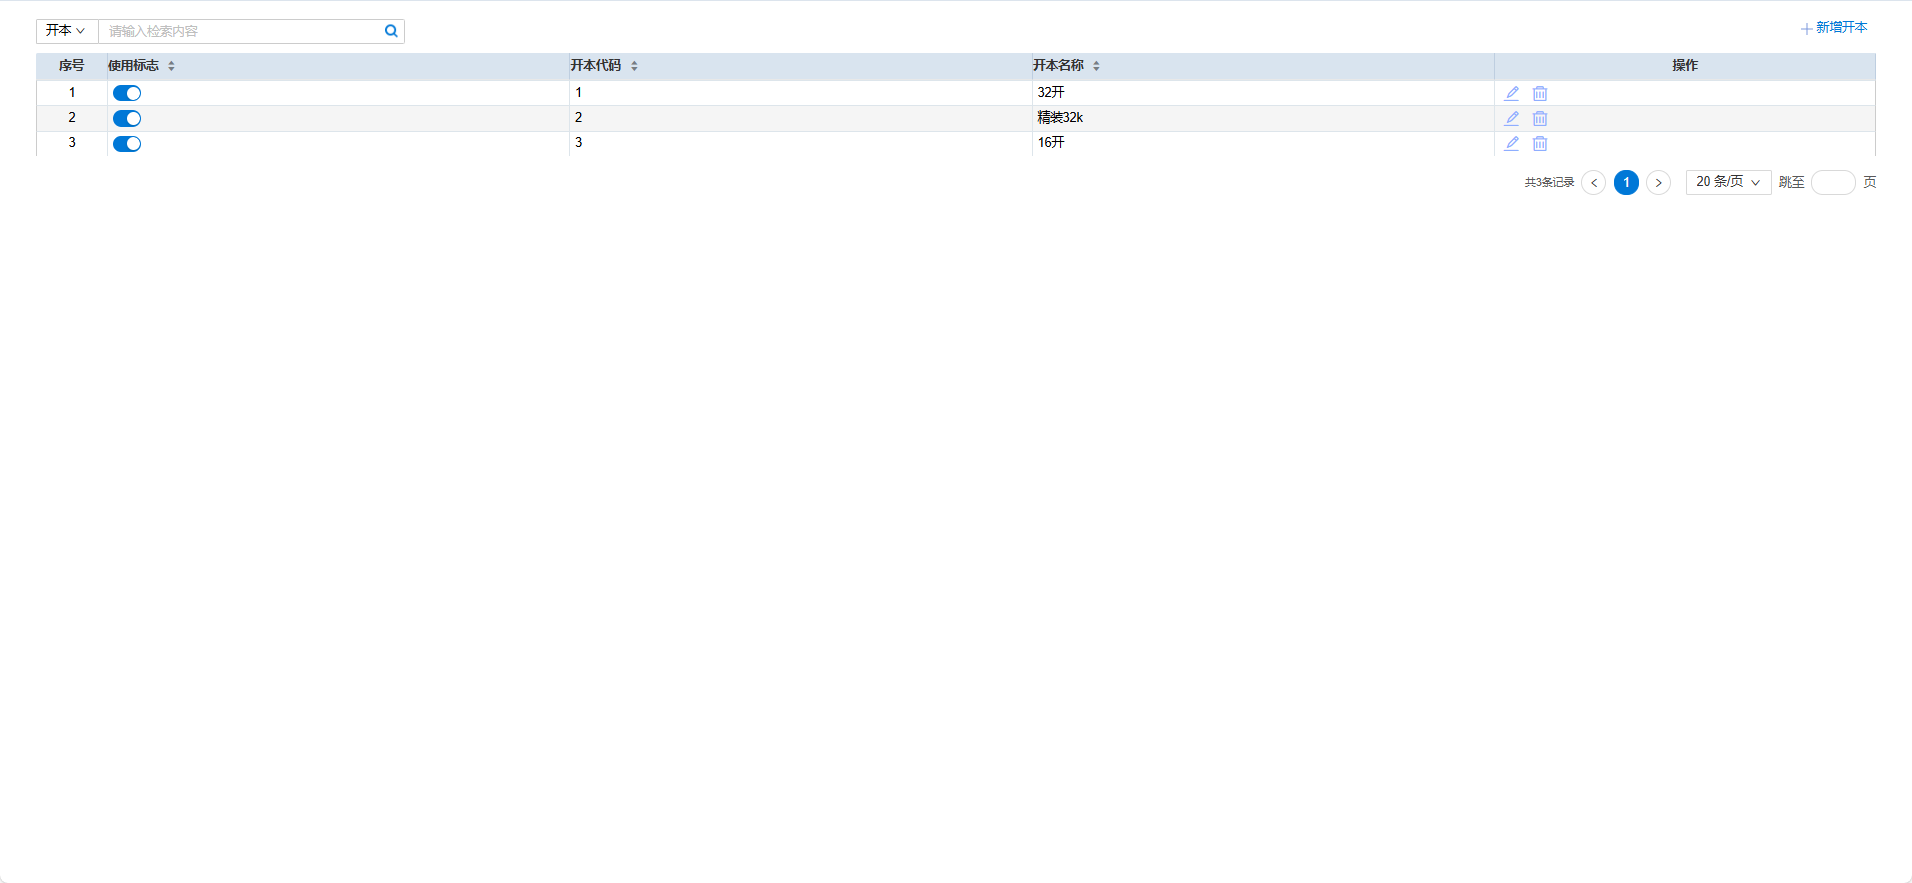 开本 请输入检索内容 新增开本
序号 使用标志 开本代码 开本名称 操作
1 1 32开
2 2 精装32k
3 3 16开
共3条记录 1 20 条/页 跳至 页